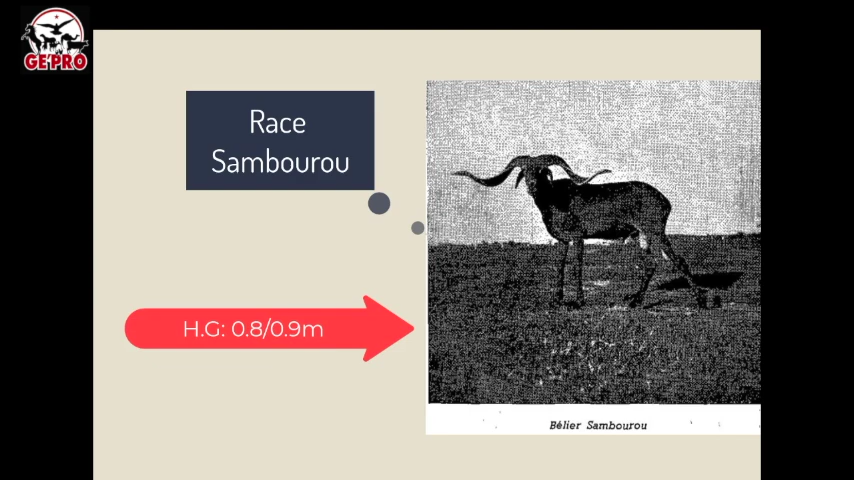 GE PRO
Race
Sambourou
H.G: 0.8/0.9m
Bélier Sambourou